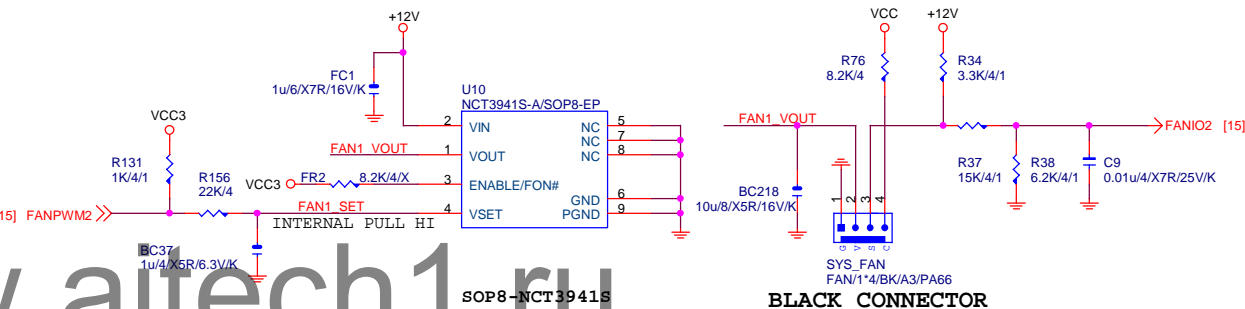 +12V
VCC
+12V
FC1
1u/6/X7R/16V/K
R76
8.2K/4
R34
3.3K/4/1
U10
NCT3941S-A/SOP8-EP
VCC3
2 VIN
NC 5
NC 7
NC 8
FAN1_VOUT
1 VOUT
FAN1_VOUT
FANIO2 [15]
R131
1K/4/1
R156
22K/4
VCC3 FR2 8.2K/4/X
3 ENABLE/FON#
R37
15K/4/1
R38
6.2K/4/1
C9
0.01u/4/X7R/25V/K
BC218
10u/8/X5R/16V/K
GND 6
PGND 9
15] FANPWM2
FAN1_SET
4 VSET
INTERNAL PULL HI
1 2 3 4
BC37
1u/4/X5R/6.3V/K
G V S C
SYS_FAN
FAN/1*4/BK/A3/PA66
SOP8-NCT3941S
BLACK CONNECTOR
w.aitech1.ru